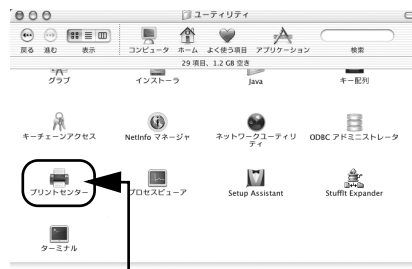 ユーティリティ
戻る 進む 表示 コンピュータ ホーム よく使う項目 アプリケーション 検索
29 項目、1.2 GB 空き
グラフ インストーラ Java キー配列
キーチェーンアクセス NetInfo マネージャ ネットワークユーティリティ ODBC アドミニストレータ
プリントセンター プロセスビューア Setup Assistant StuffIt Expander
ターミナル